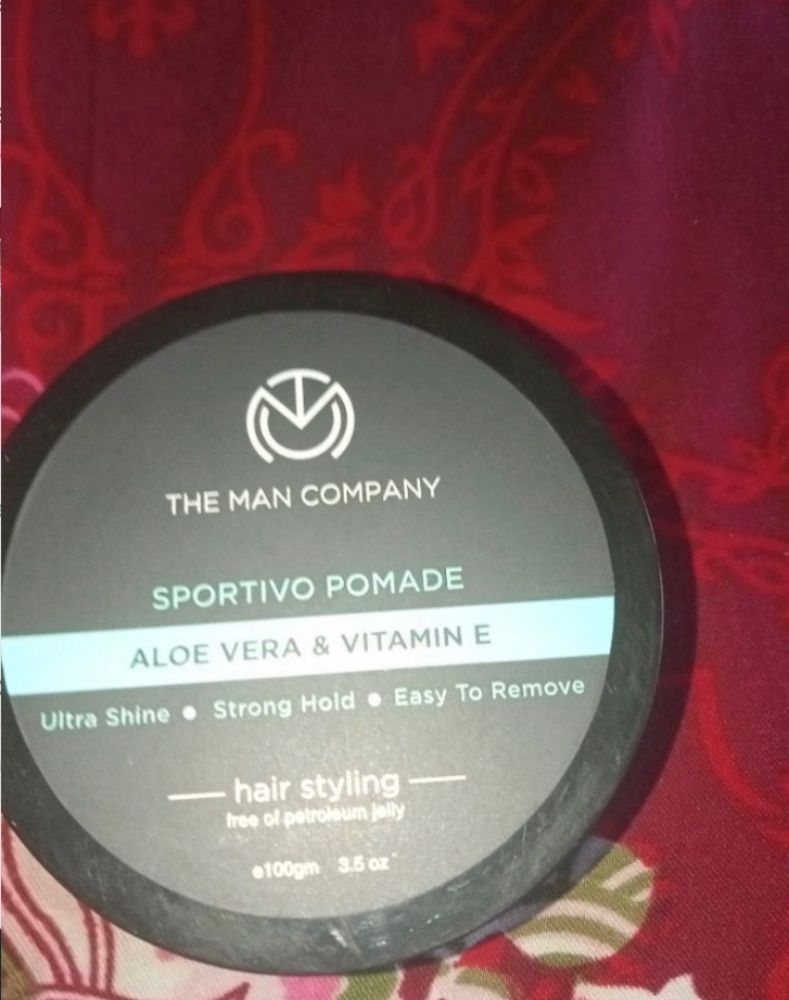 THE MAN COMPANY
SPORTIVO POMADE
ALOE VERA & VITAMIN E
Ultra Shine ● Strong Hold ● Easy To Remove
hair styling
free of petroleum jelly
e100gm 3.5 oz